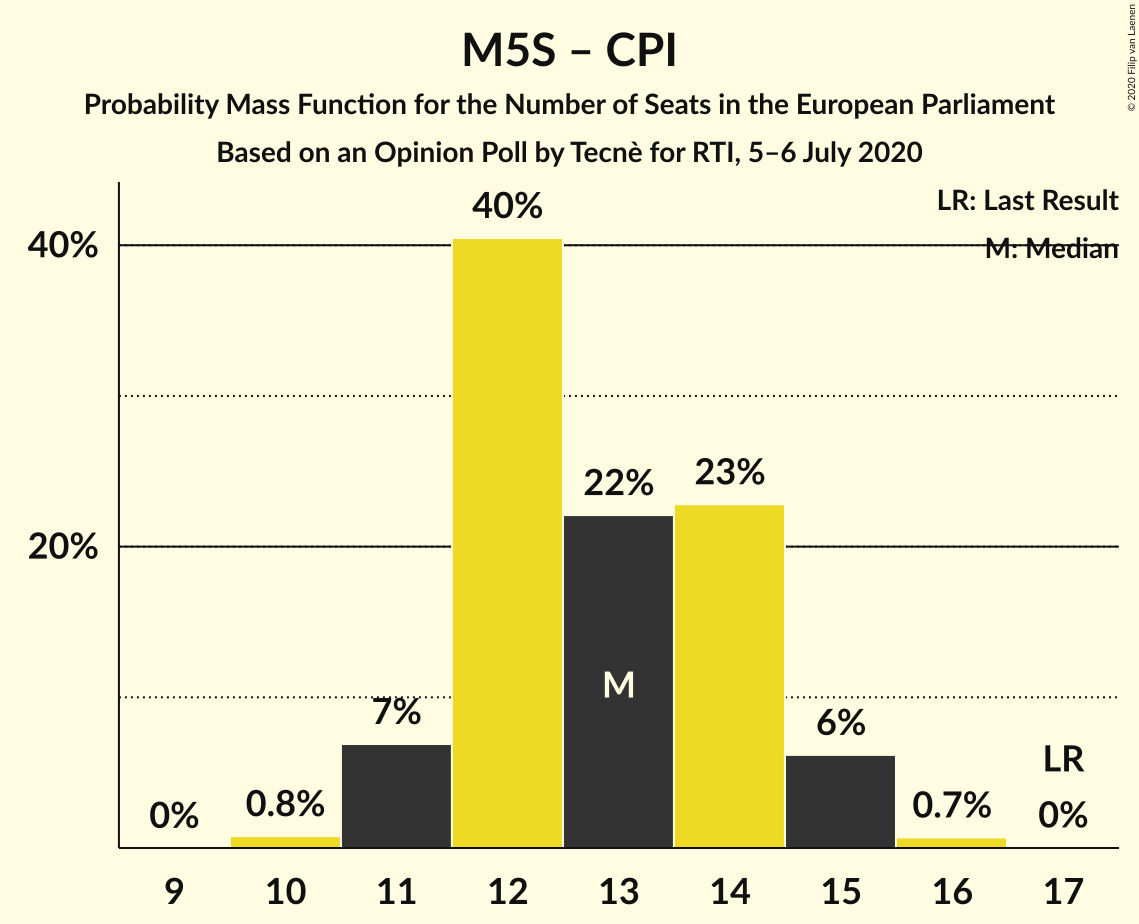 M5S – CPI
Probability Mass Function for the Number of Seats in the European Parliament
Based on an Opinion Poll by Tecnè for RTI, 5–6 July 2020
© 2020 Filip van Laenen
LR: Last Result
M: Median
40%
20%
0%
0.8%
7%
40%
22%
23%
6%
0.7%
LR
0%
M
9 10 11 12 13 14 15 16 17